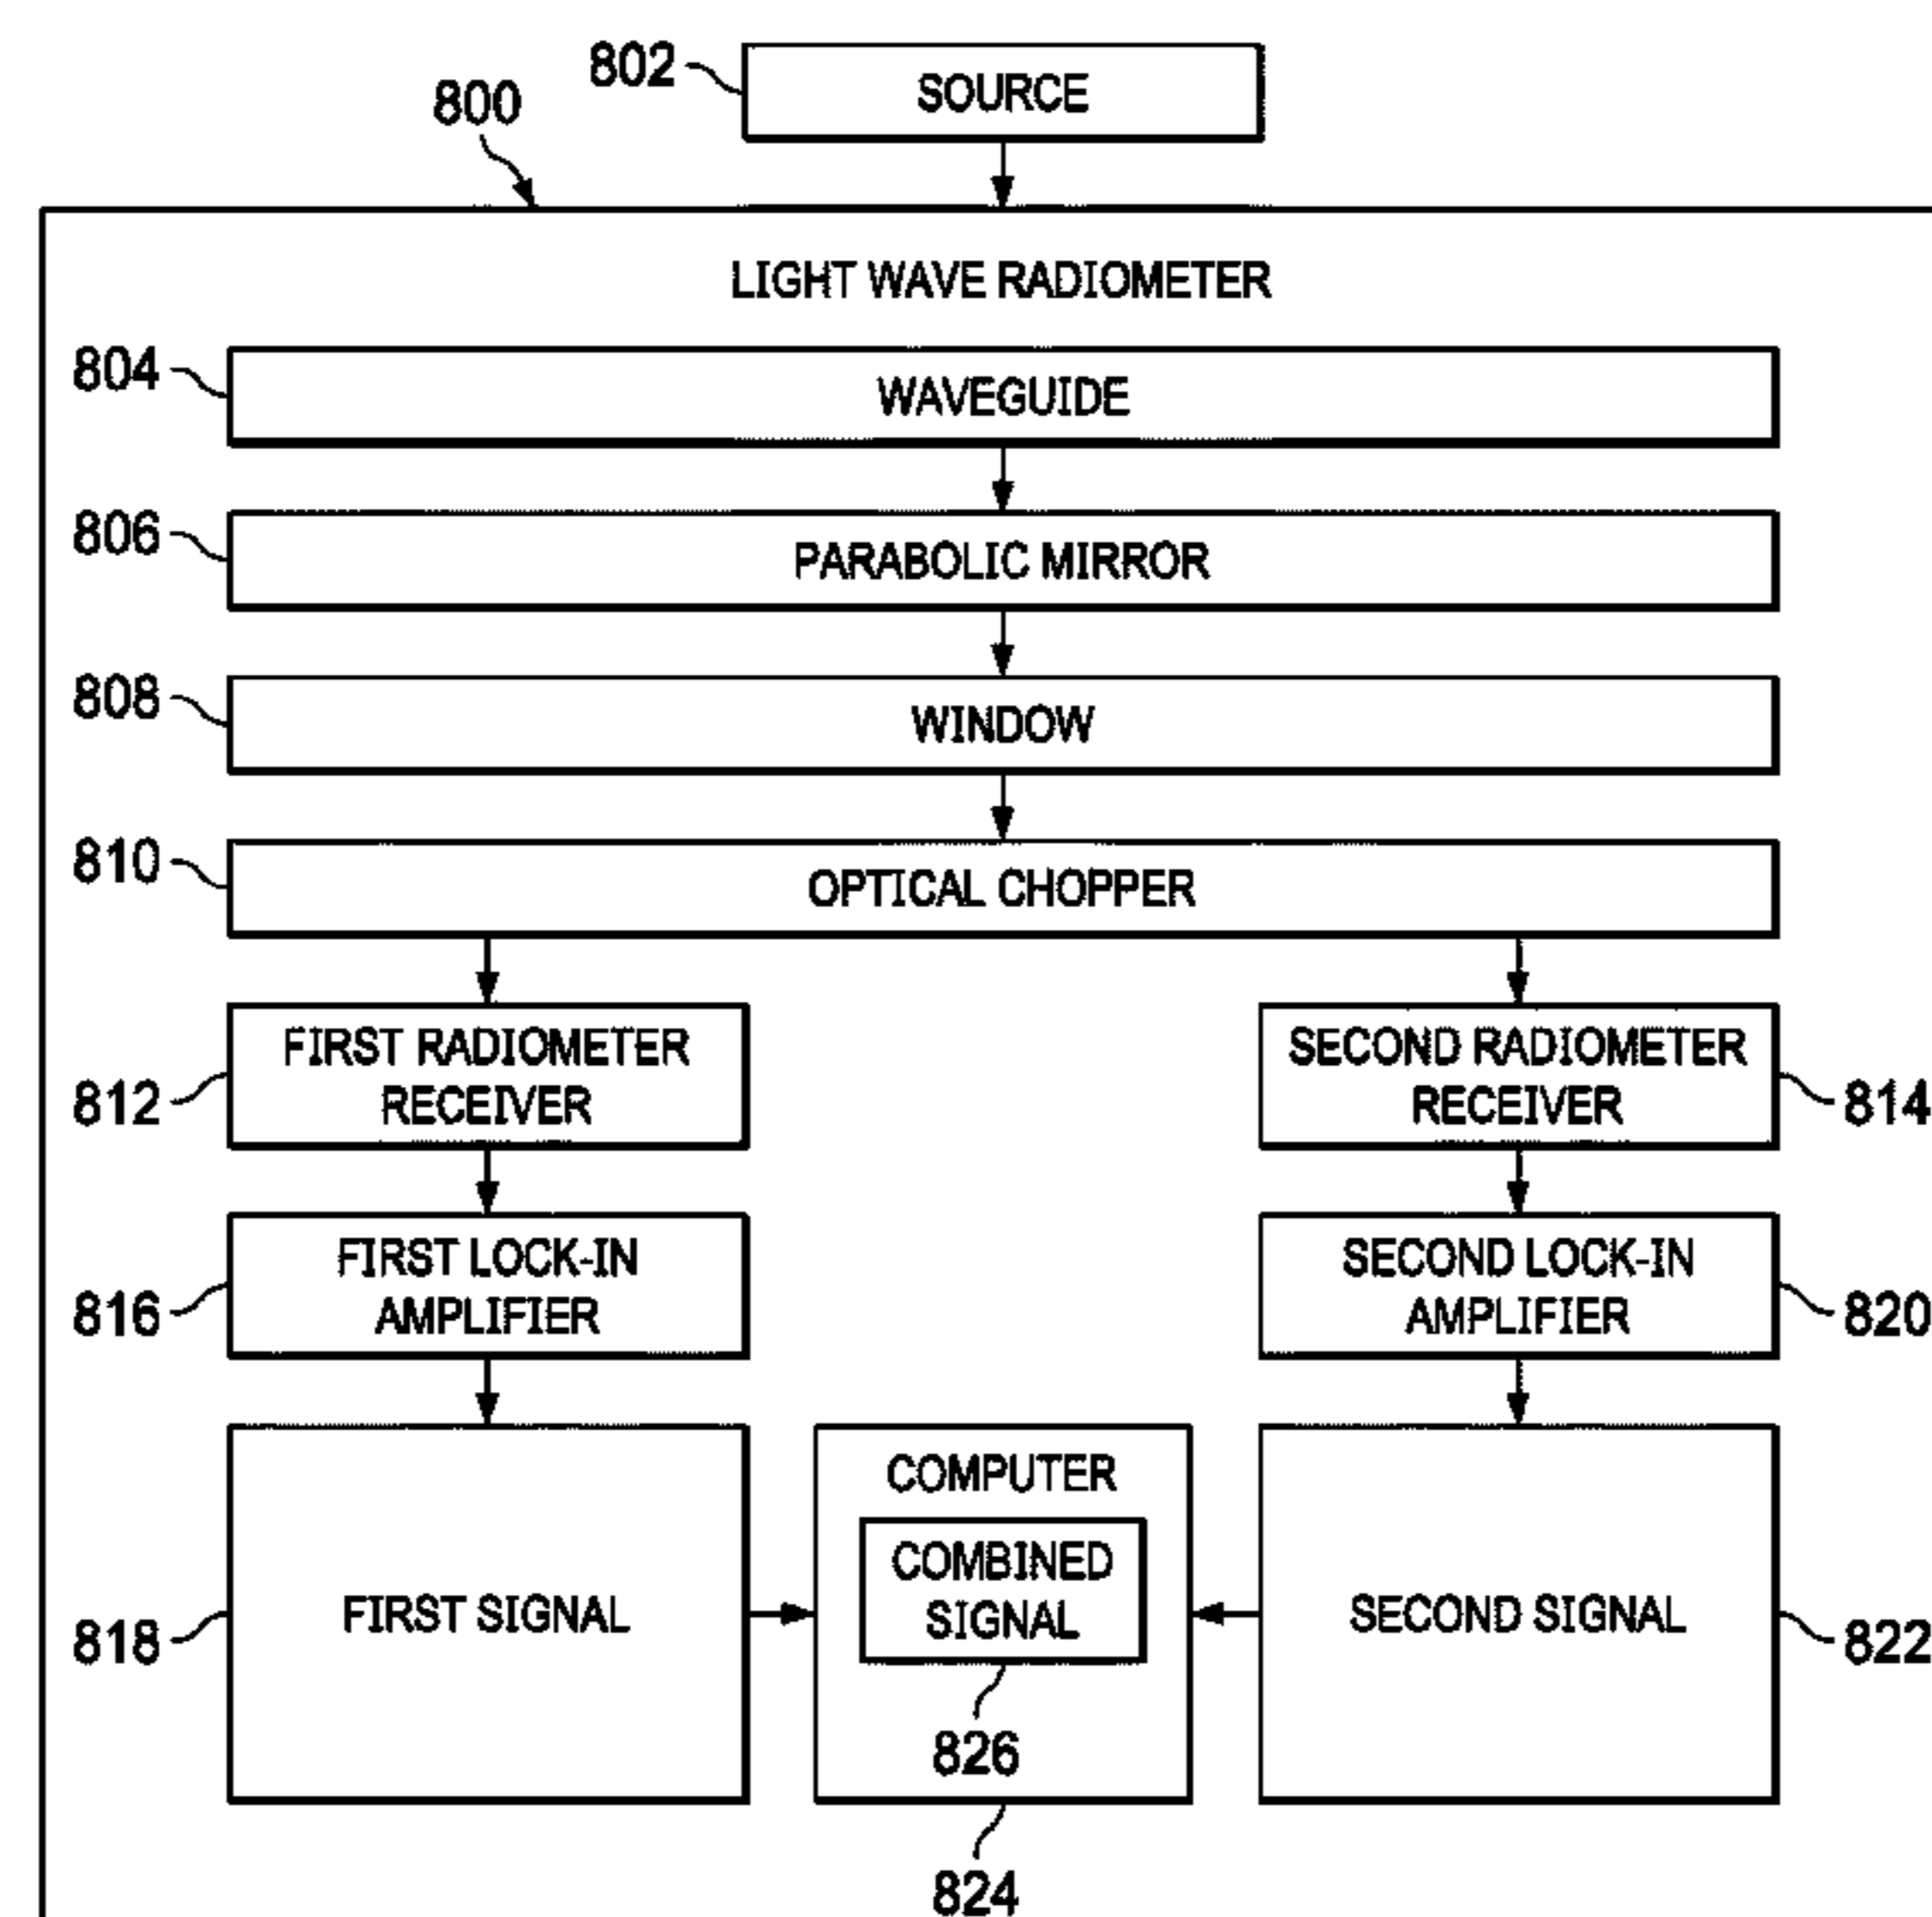 802
SOURCE
800
LIGHT WAVE RADIOMETER
804
WAVEGUIDE
806
PARABOLIC MIRROR
808
WINDOW
810
OPTICAL CHOPPER
812
FIRST RADIOMETER
RECEIVER
SECOND RADIOMETER
RECEIVER
814
816
FIRST LOCK-IN
AMPLIFIER
SECOND LOCK-IN
AMPLIFIER
820
818
FIRST SIGNAL
COMPUTER
COMBINED
SIGNAL
826
824
SECOND SIGNAL
822